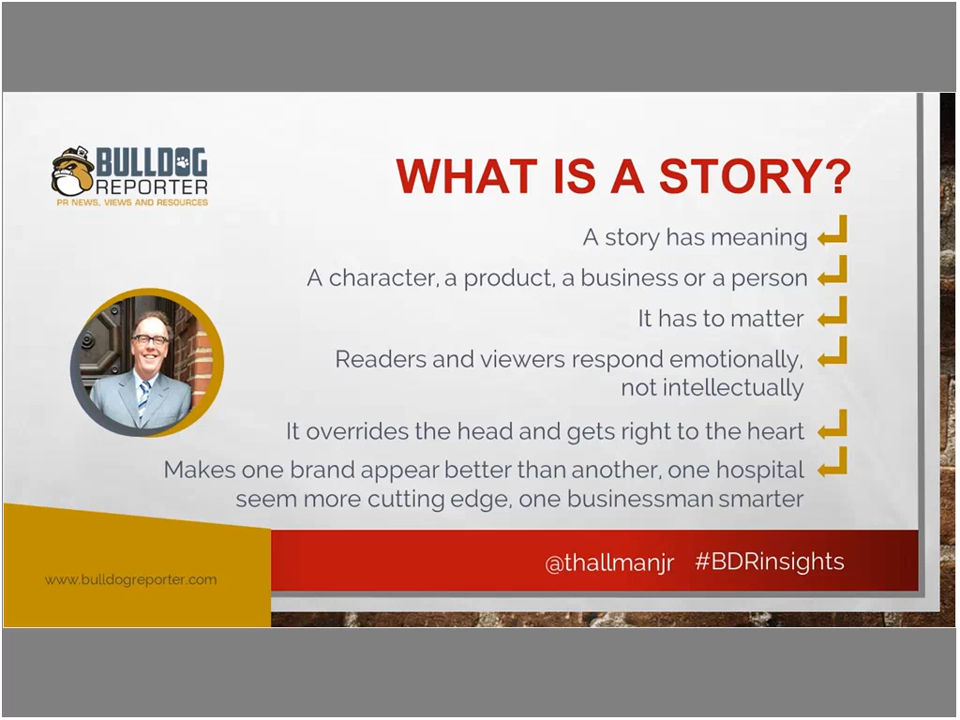 BULLDOG
REPORTER
PR NEWS, VIEWS AND RESOURCES
WHAT IS A STORY?
A story has meaning
A character, a product, a business or a person
It has to matter
Readers and viewers respond emotionally,
not intellectually
It overrides the head and gets right to the heart
Makes one brand appear better than another, one hospital
seem more cutting edge, one businessman smarter
www.bulldogreporter.com
@thallmanjr #BDRinsights